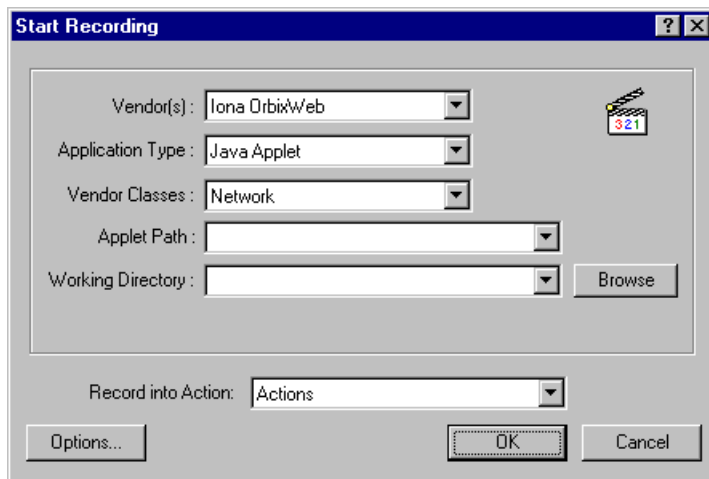 Start Recording
Vendor(s) : Iona OrbixWeb
321
Application Type : Java Applet
Vendor Classes : Network
Applet Path :
Working Directory : Browse
Record into Action: Actions
Options... OK Cancel